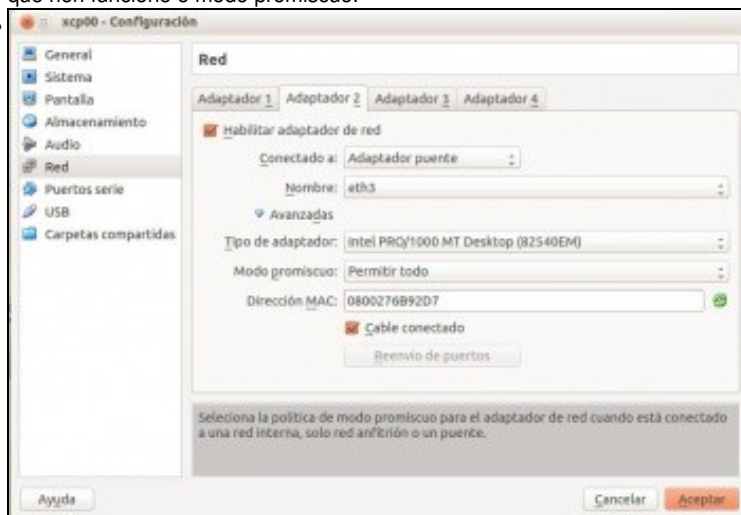 que non funcione o modo promiscuo.
xcp00 - Configuración
General
Sistema
Pantalla
Almacenamiento
Audio
Red
Puertos serie
USB
Carpetas compartidas
Red
Adaptador 1 Adaptador 2 Adaptador 3 Adaptador 4
Habilitar adaptador de red
Conectado a: Adaptador puente
Nombre: eth3
Avanzadas
Tipo de adaptador: Intel PRO/1000 MT Desktop (82540EM)
Modo promiscuo: Permitir todo
Dirección MAC: 0800276B92D7
Cable conectado
Reenvío de puertos
Selecciona la política de modo promiscuo para el adaptador de red cuando está conectado
a una red interna, solo red anfitrión o un puente.
Ayuda Cancelar Aceptar